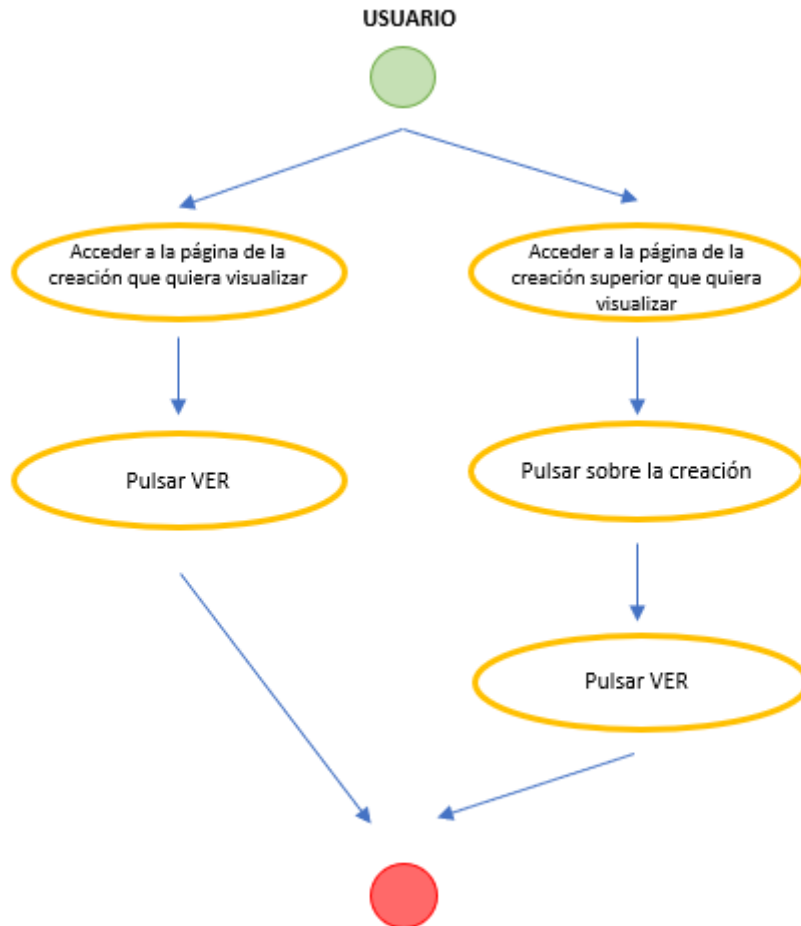 USUARIO
Acceder a la página de la
creación que quiera visualizar
Acceder a la página de la
creación superior que quiera
visualizar
Pulsar VER
Pulsar sobre la creación
Pulsar VER